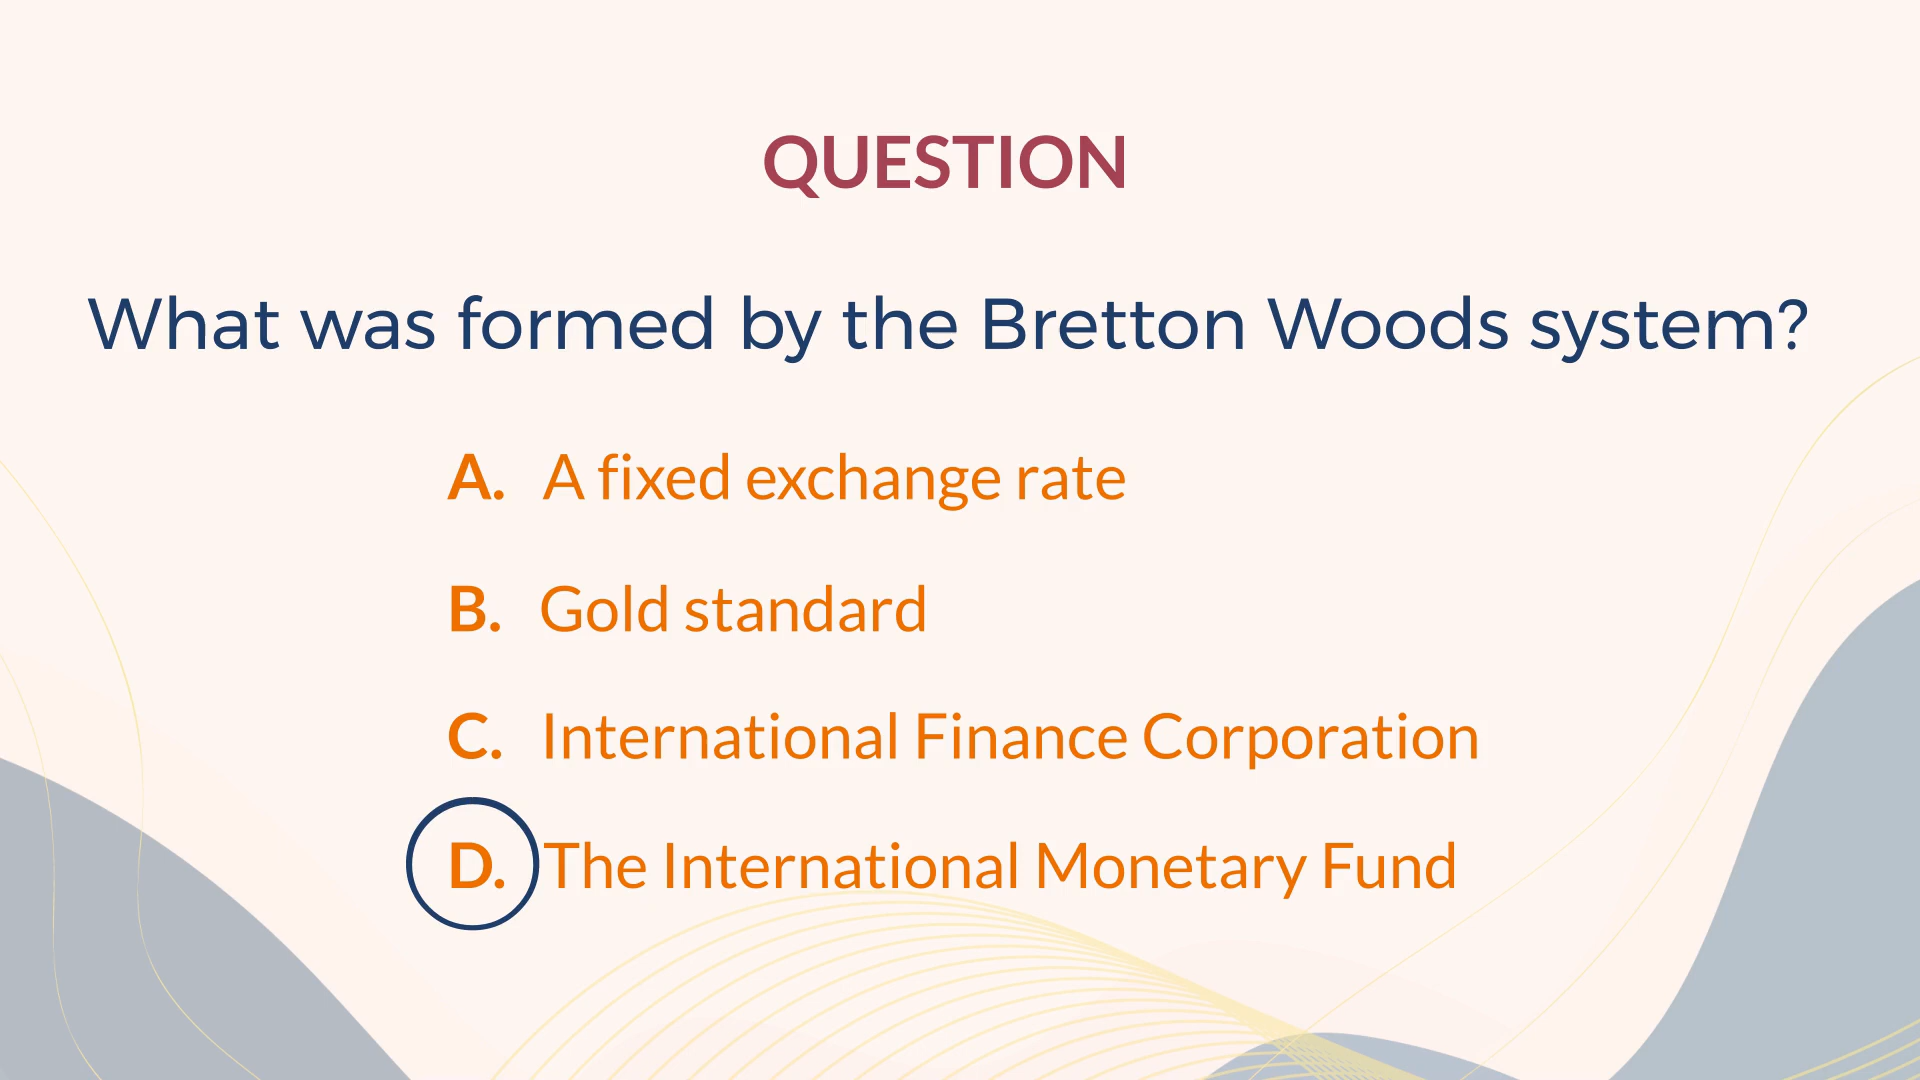 QUESTION
What was formed by the Bretton Woods system?
A. A fixed exchange rate
B. Gold standard
C. International Finance Corporation
D. The International Monetary Fund